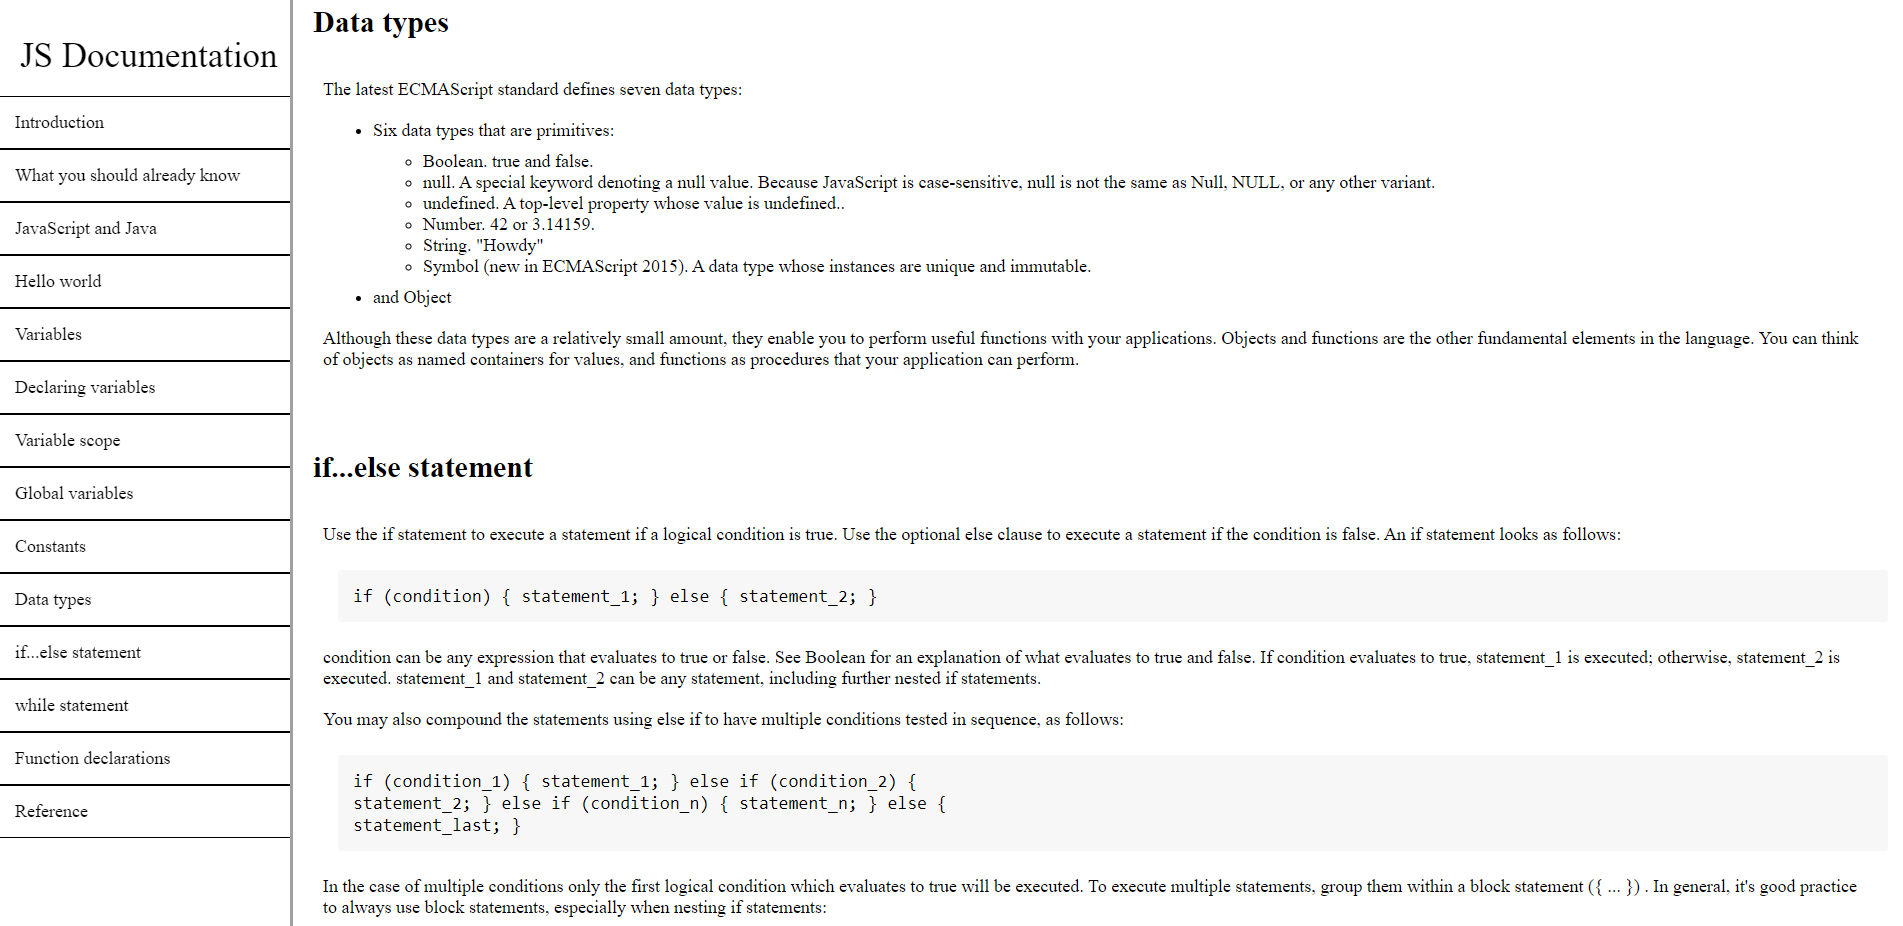 JS Documentation
Introduction
What you should already know
JavaScript and Java
Hello world
Variables
Declaring variables
Variable scope
Global variables
Constants
Data types
if...else statement
while statement
Function declarations
Reference
Data types
The latest ECMAScript standard defines seven data types:
Six data types that are primitives:
Boolean. true and false.
null. A special keyword denoting a null value. Because JavaScript is case-sensitive, null is not the same as Null, NULL, or any other variant.
undefined. A top-level property whose value is undefined..
Number. 42 or 3.14159.
String. "Howdy"
Symbol (new in ECMAScript 2015). A data type whose instances are unique and immutable.
and Object
Although these data types are a relatively small amount, they enable you to perform useful functions with your applications. Objects and functions are the other fundamental elements in the language. You can think
of objects as named containers for values, and functions as procedures that your application can perform.
if...else statement
Use the if statement to execute a statement if a logical condition is true. Use the optional else clause to execute a statement if the condition is false. An if statement looks as follows:
if (condition) { statement_1; } else { statement_2; }
condition can be any expression that evaluates to true or false. See Boolean for an explanation of what evaluates to true and false. If condition evaluates to true, statement_1 is executed; otherwise, statement_2 is
executed. statement_1 and statement_2 can be any statement, including further nested if statements.
You may also compound the statements using else if to have multiple conditions tested in sequence, as follows:
if (condition_1) { statement_1; } else if (condition_2) {
statement_2; } else if (condition_n) { statement_n; } else {
statement_last; }
In the case of multiple conditions only the first logical condition which evaluates to true will be executed. To execute multiple statements, group them within a block statement ({ ... }) . In general, it's good practice
to always use block statements, especially when nesting if statements: